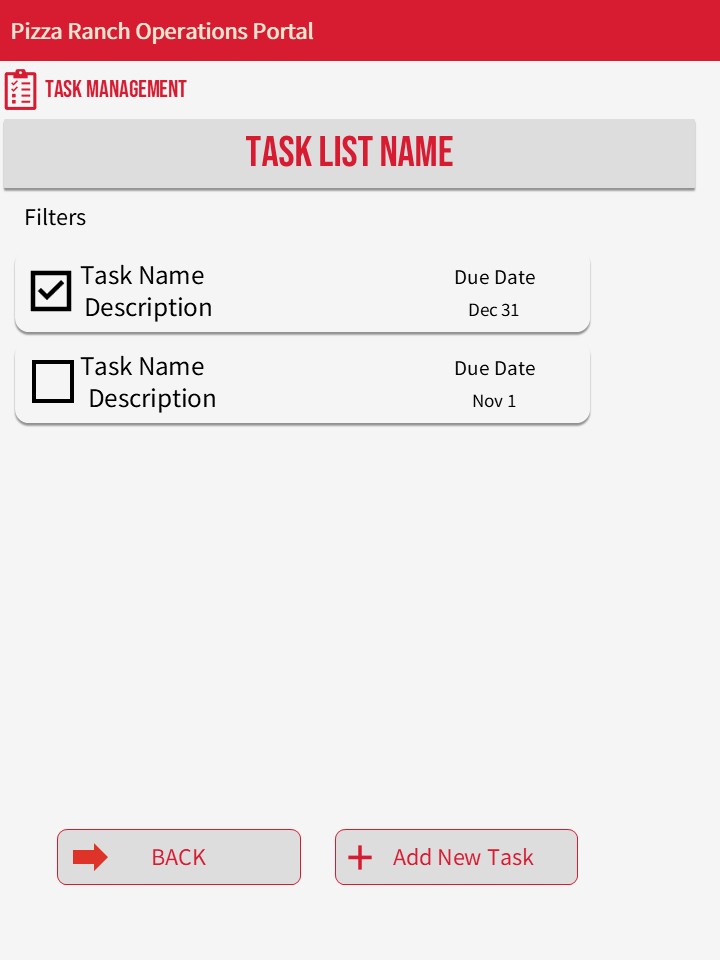 Pizza Ranch Operations Portal
TASK MANAGEMENT
TASK LIST NAME
Filters
Task Name
Description
Due Date
Dec 31
Task Name
Description
Due Date
Nov 1
BACK
Add New Task